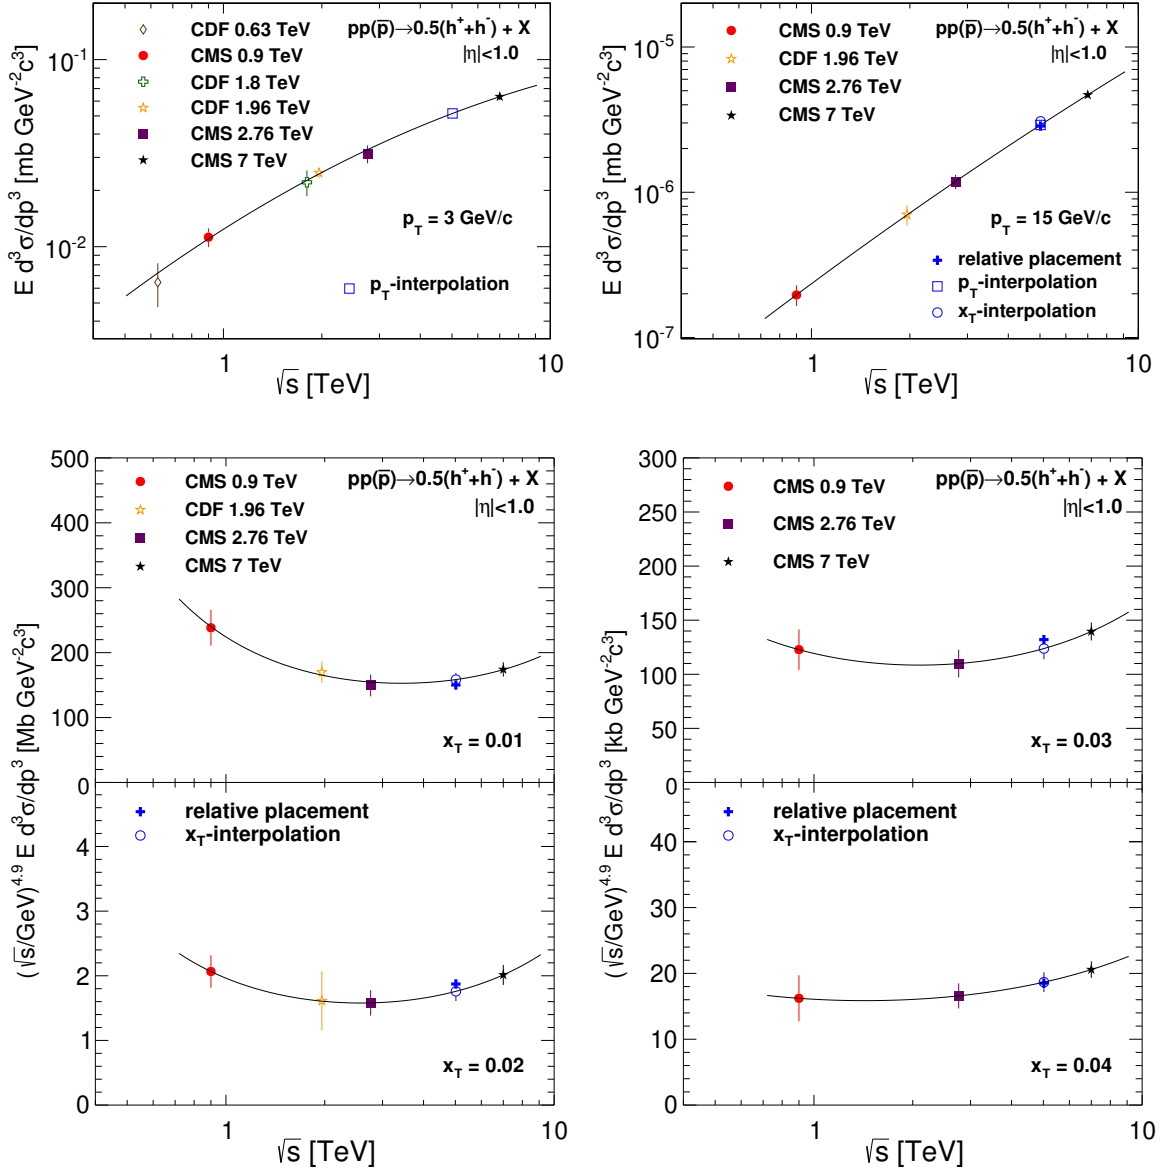 CDF 0.63 TeV
CMS 0.9 TeV
CDF 1.8 TeV
CDF 1.96 TeV
CMS 2.76 TeV
CMS 7 TeV
pp(p̅)→0.5(h⁺+h⁻) + X
|η|<1.0
p_T = 3 GeV/c
p_T-interpolation
E d³σ/dp³ [mb GeV⁻²c³]
10⁻¹
10⁻²
1
10
√s [TeV]
CMS 0.9 TeV
CDF 1.96 TeV
CMS 2.76 TeV
CMS 7 TeV
pp(p̅)→0.5(h⁺+h⁻) + X
|η|<1.0
p_T = 15 GeV/c
relative placement
p_T-interpolation
x_T-interpolation
E d³σ/dp³ [mb GeV⁻²c³]
10⁻⁵
10⁻⁶
10⁻⁷
1
10
√s [TeV]
CMS 0.9 TeV
CDF 1.96 TeV
CMS 2.76 TeV
CMS 7 TeV
pp(p̅)→0.5(h⁺+h⁻) + X
|η|<1.0
x_T = 0.01
500
400
300
200
100
0
(√s/GeV)⁴·⁹ E d³σ/dp³ [Mb GeV⁻²c³]
relative placement
x_T-interpolation
x_T = 0.02
4
2
2
1
0
1
10
√s [TeV]
CMS 0.9 TeV
CMS 2.76 TeV
CMS 7 TeV
pp(p̅)→0.5(h⁺+h⁻) + X
|η|<1.0
x_T = 0.03
300
250
200
150
100
50
0
(√s/GeV)⁴·⁹ E d³σ/dp³ [kb GeV⁻²c³]
relative placement
x_T-interpolation
x_T = 0.04
40
30
20
10
0
1
10
√s [TeV]